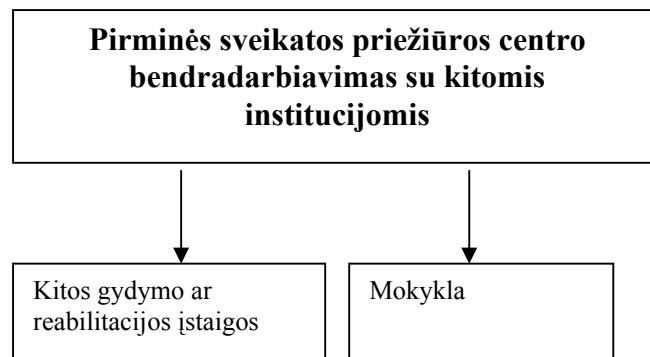 Pirminės sveikatos priežiūros centro
bendradarbiavimas su kitomis
institucijomis
Kitos gydymo ar
reabilitacijos įstaigos
Mokykla